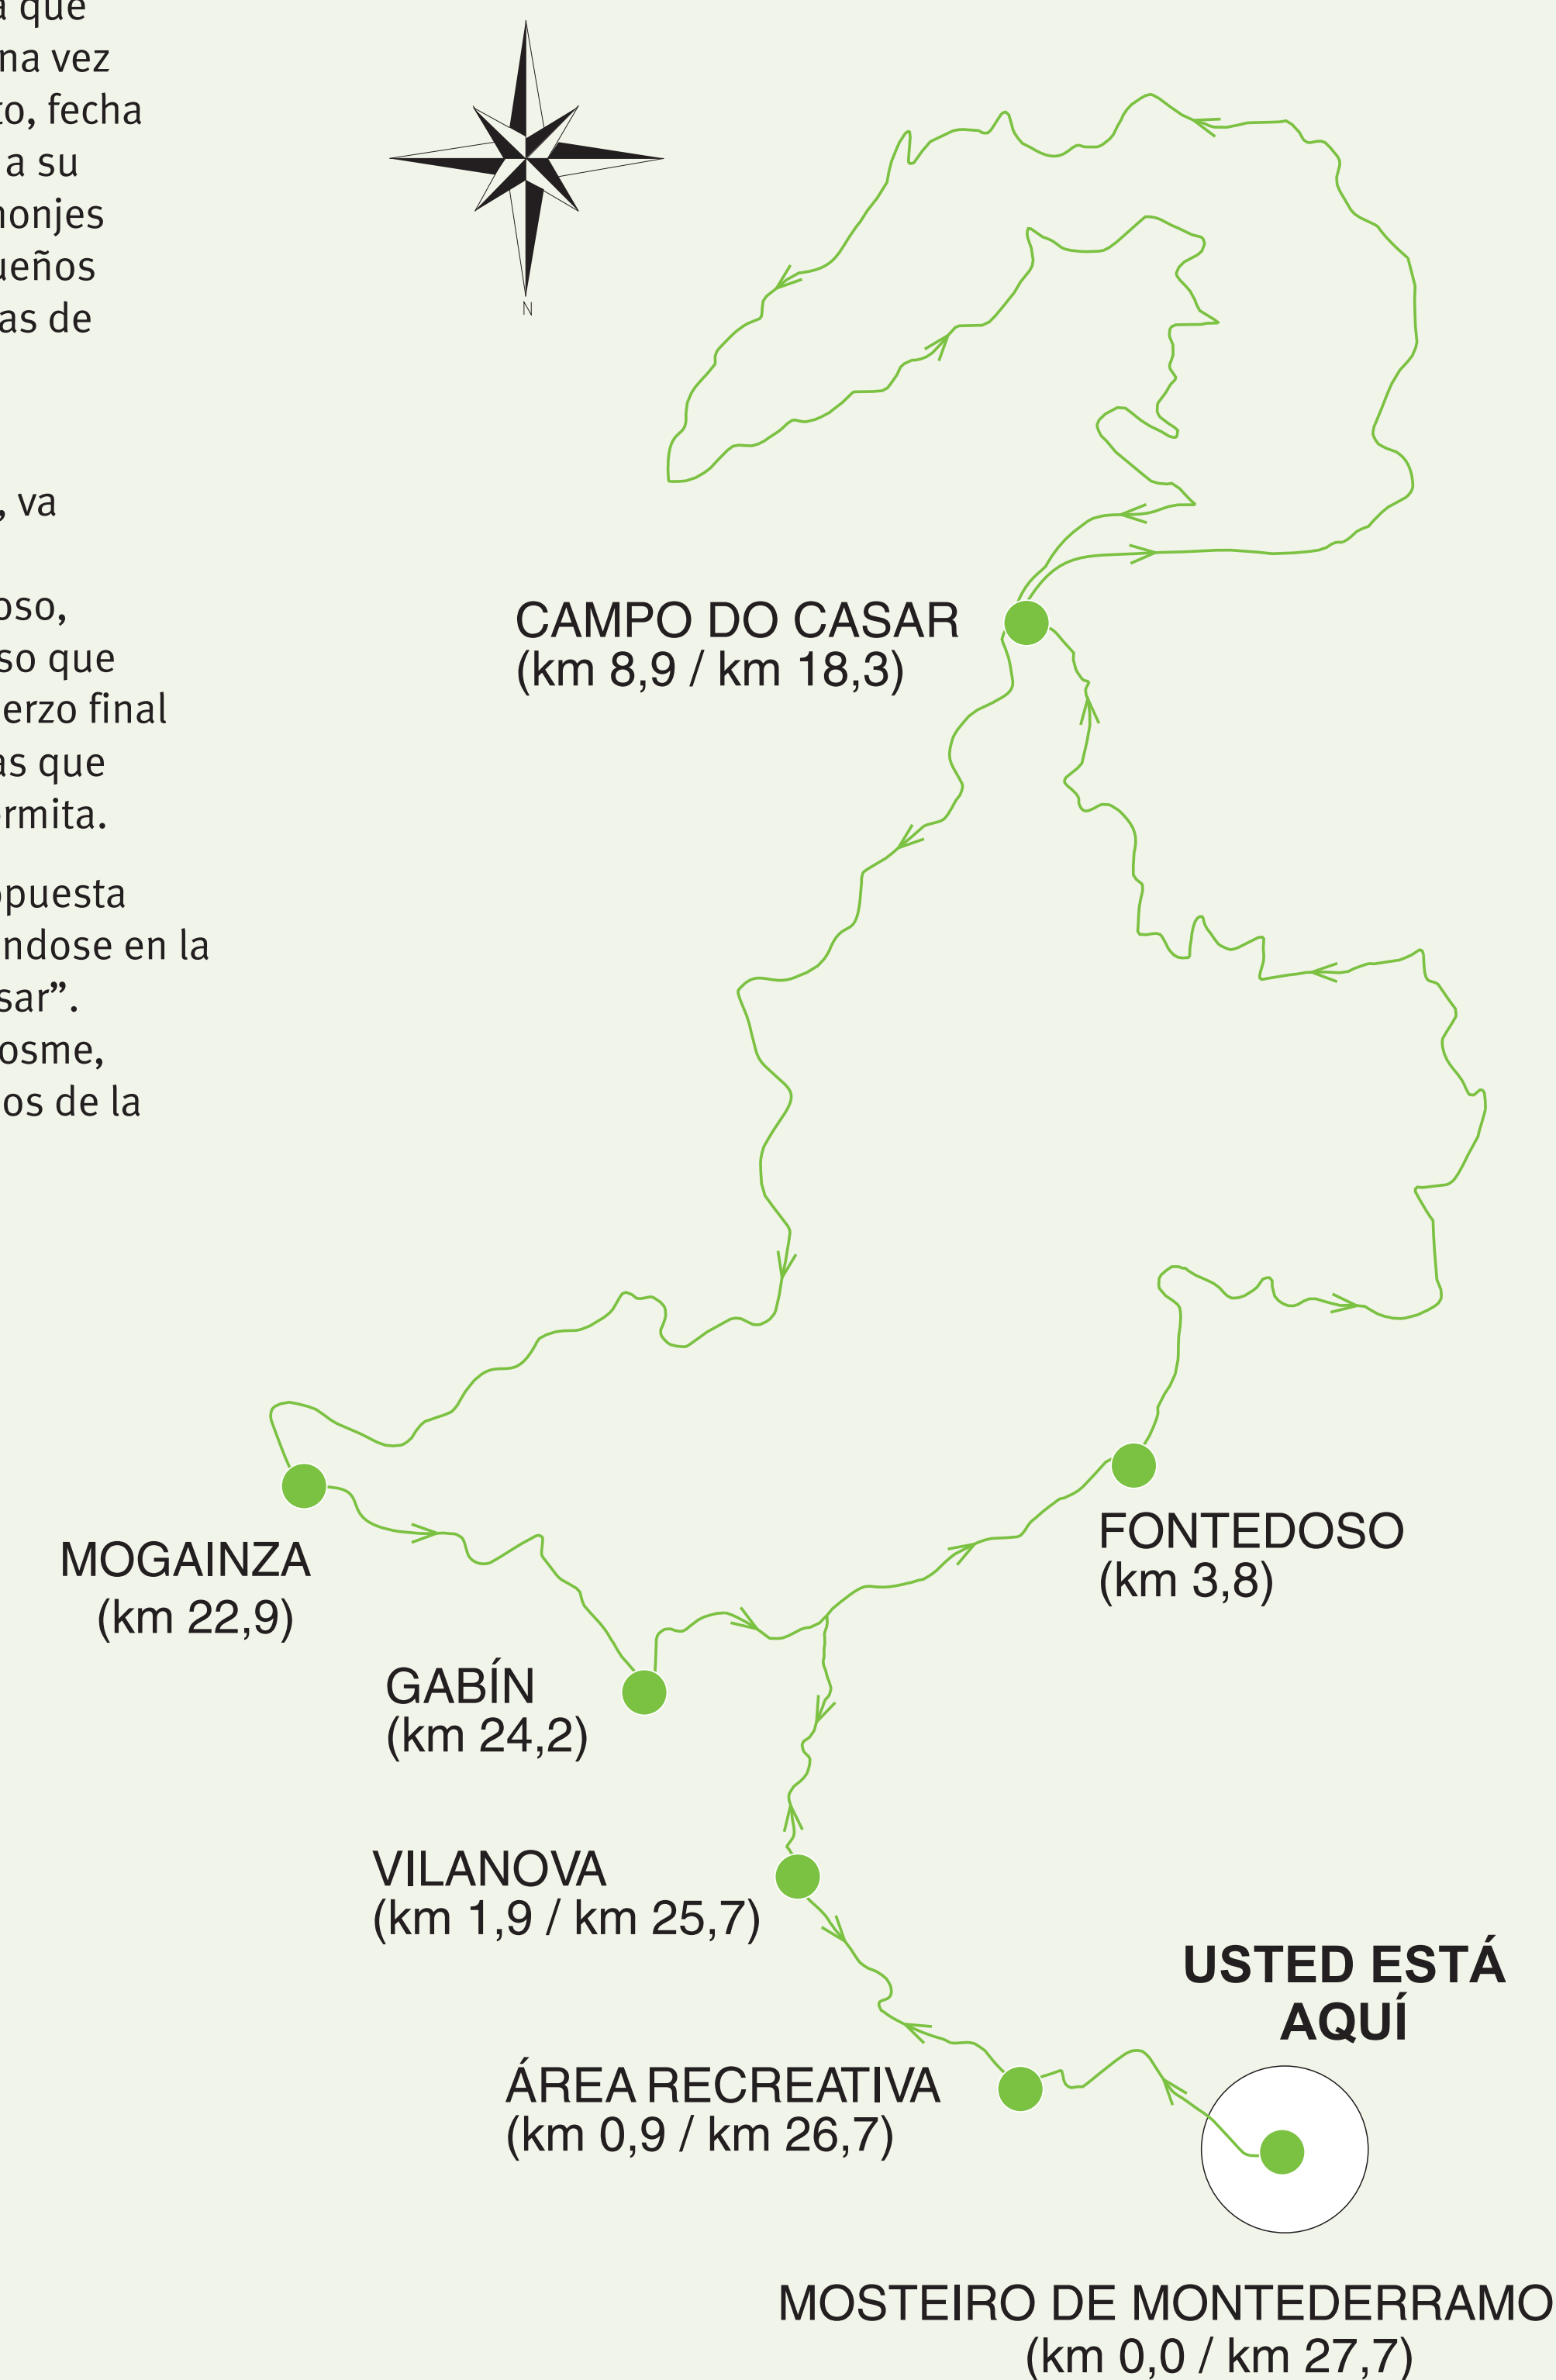 que
na vez
to, fecha
a su
onjes
ueños
as de
, va
oso,
so que
erzo final
as que
ermita.
puesta
ndose en la
sar”.
osme,
os de la
N
CAMPO DO CASAR
(km 8,9 / km 18,3)
MOGAINZA
(km 22,9)
FONTEDOSO
(km 3,8)
GABÍN
(km 24,2)
VILANOVA
(km 1,9 / km 25,7)
USTED ESTÁ
AQUÍ
ÁREA RECREATIVA
(km 0,9 / km 26,7)
MOSTEIRO DE MONTEDERRAMO
(km 0,0 / km 27,7)